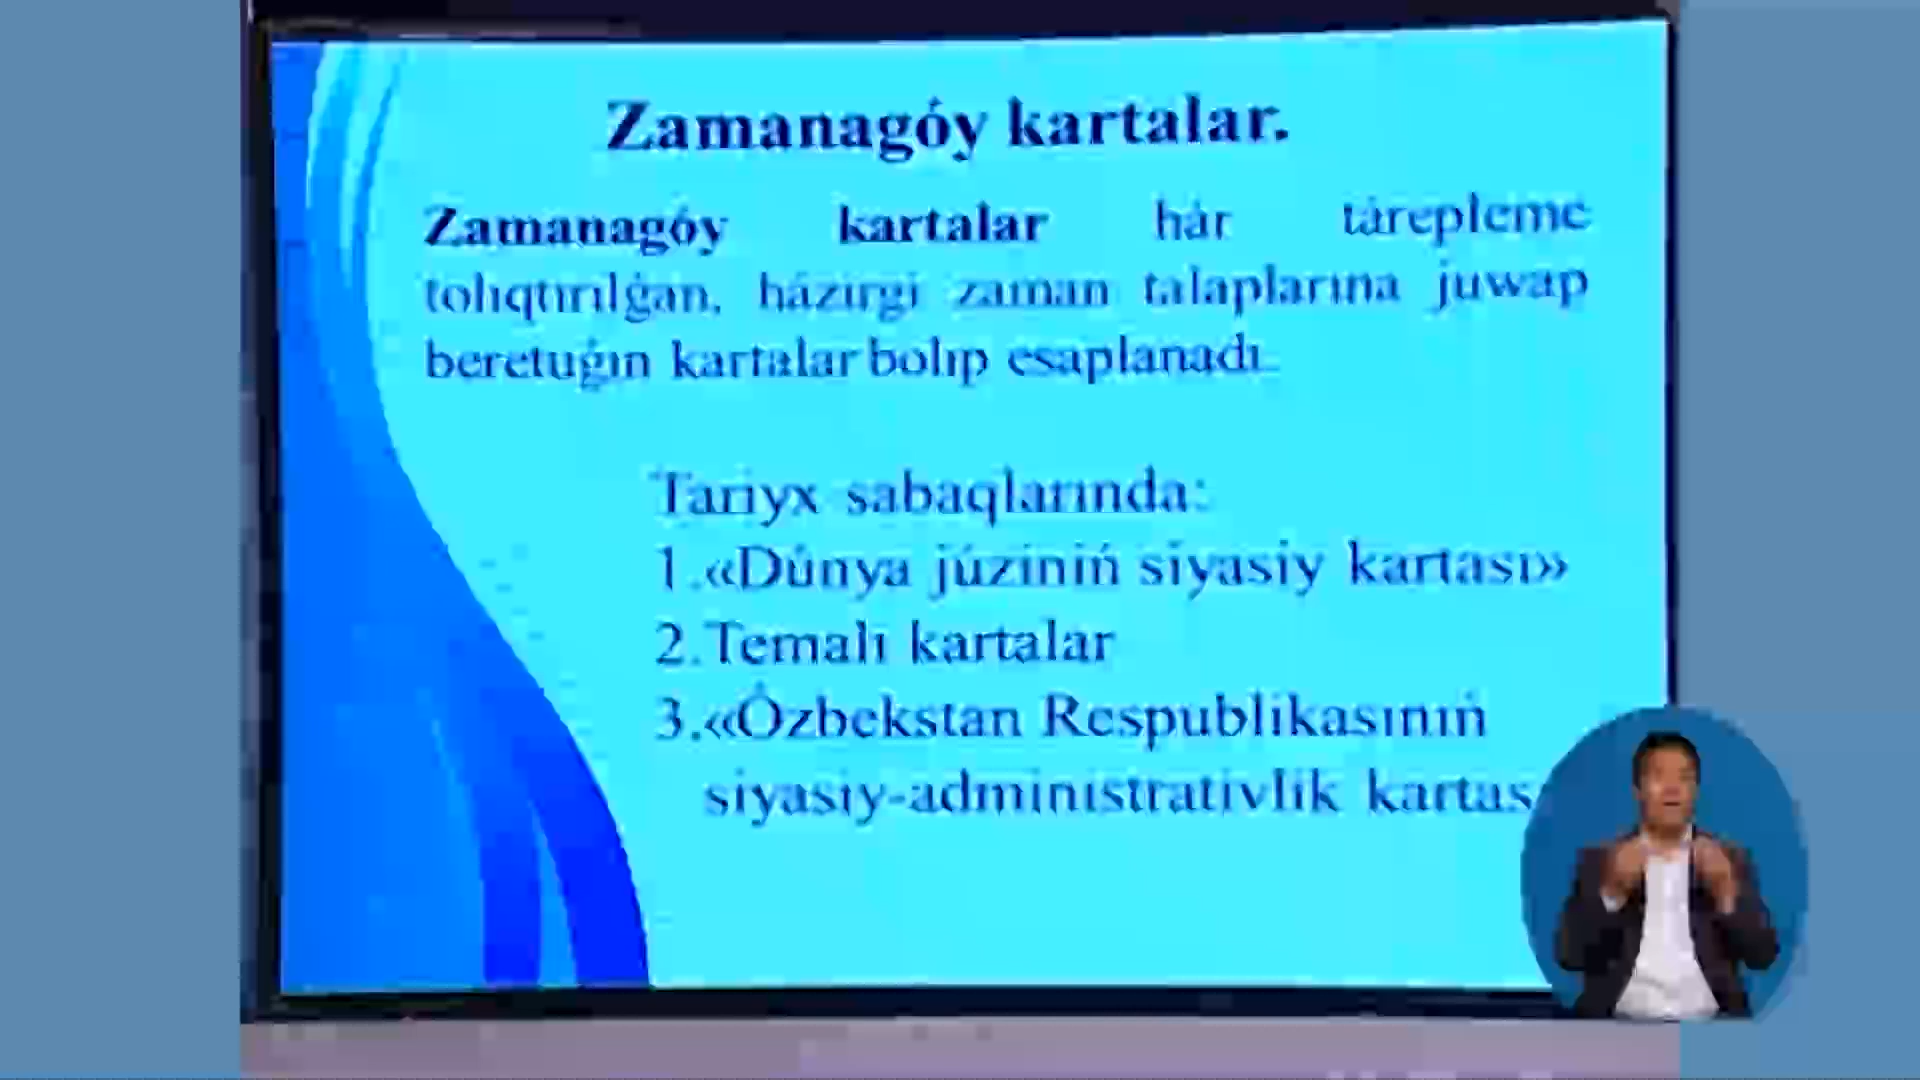 Zamanagóy kartalar.
Zamanagóy kartalar hár tárepleme
tolıqtırılǵan, házirgi zaman talaplarına juwap
beretuǵın kartalar bolıp esaplanadı.
Tariyx sabaqlarında:
1.«Dúnya júziniń siyasiy kartası»
2.Temalı kartalar
3.«Ózbekstan Respublikasınıń
siyasiy-administrativlik kartas